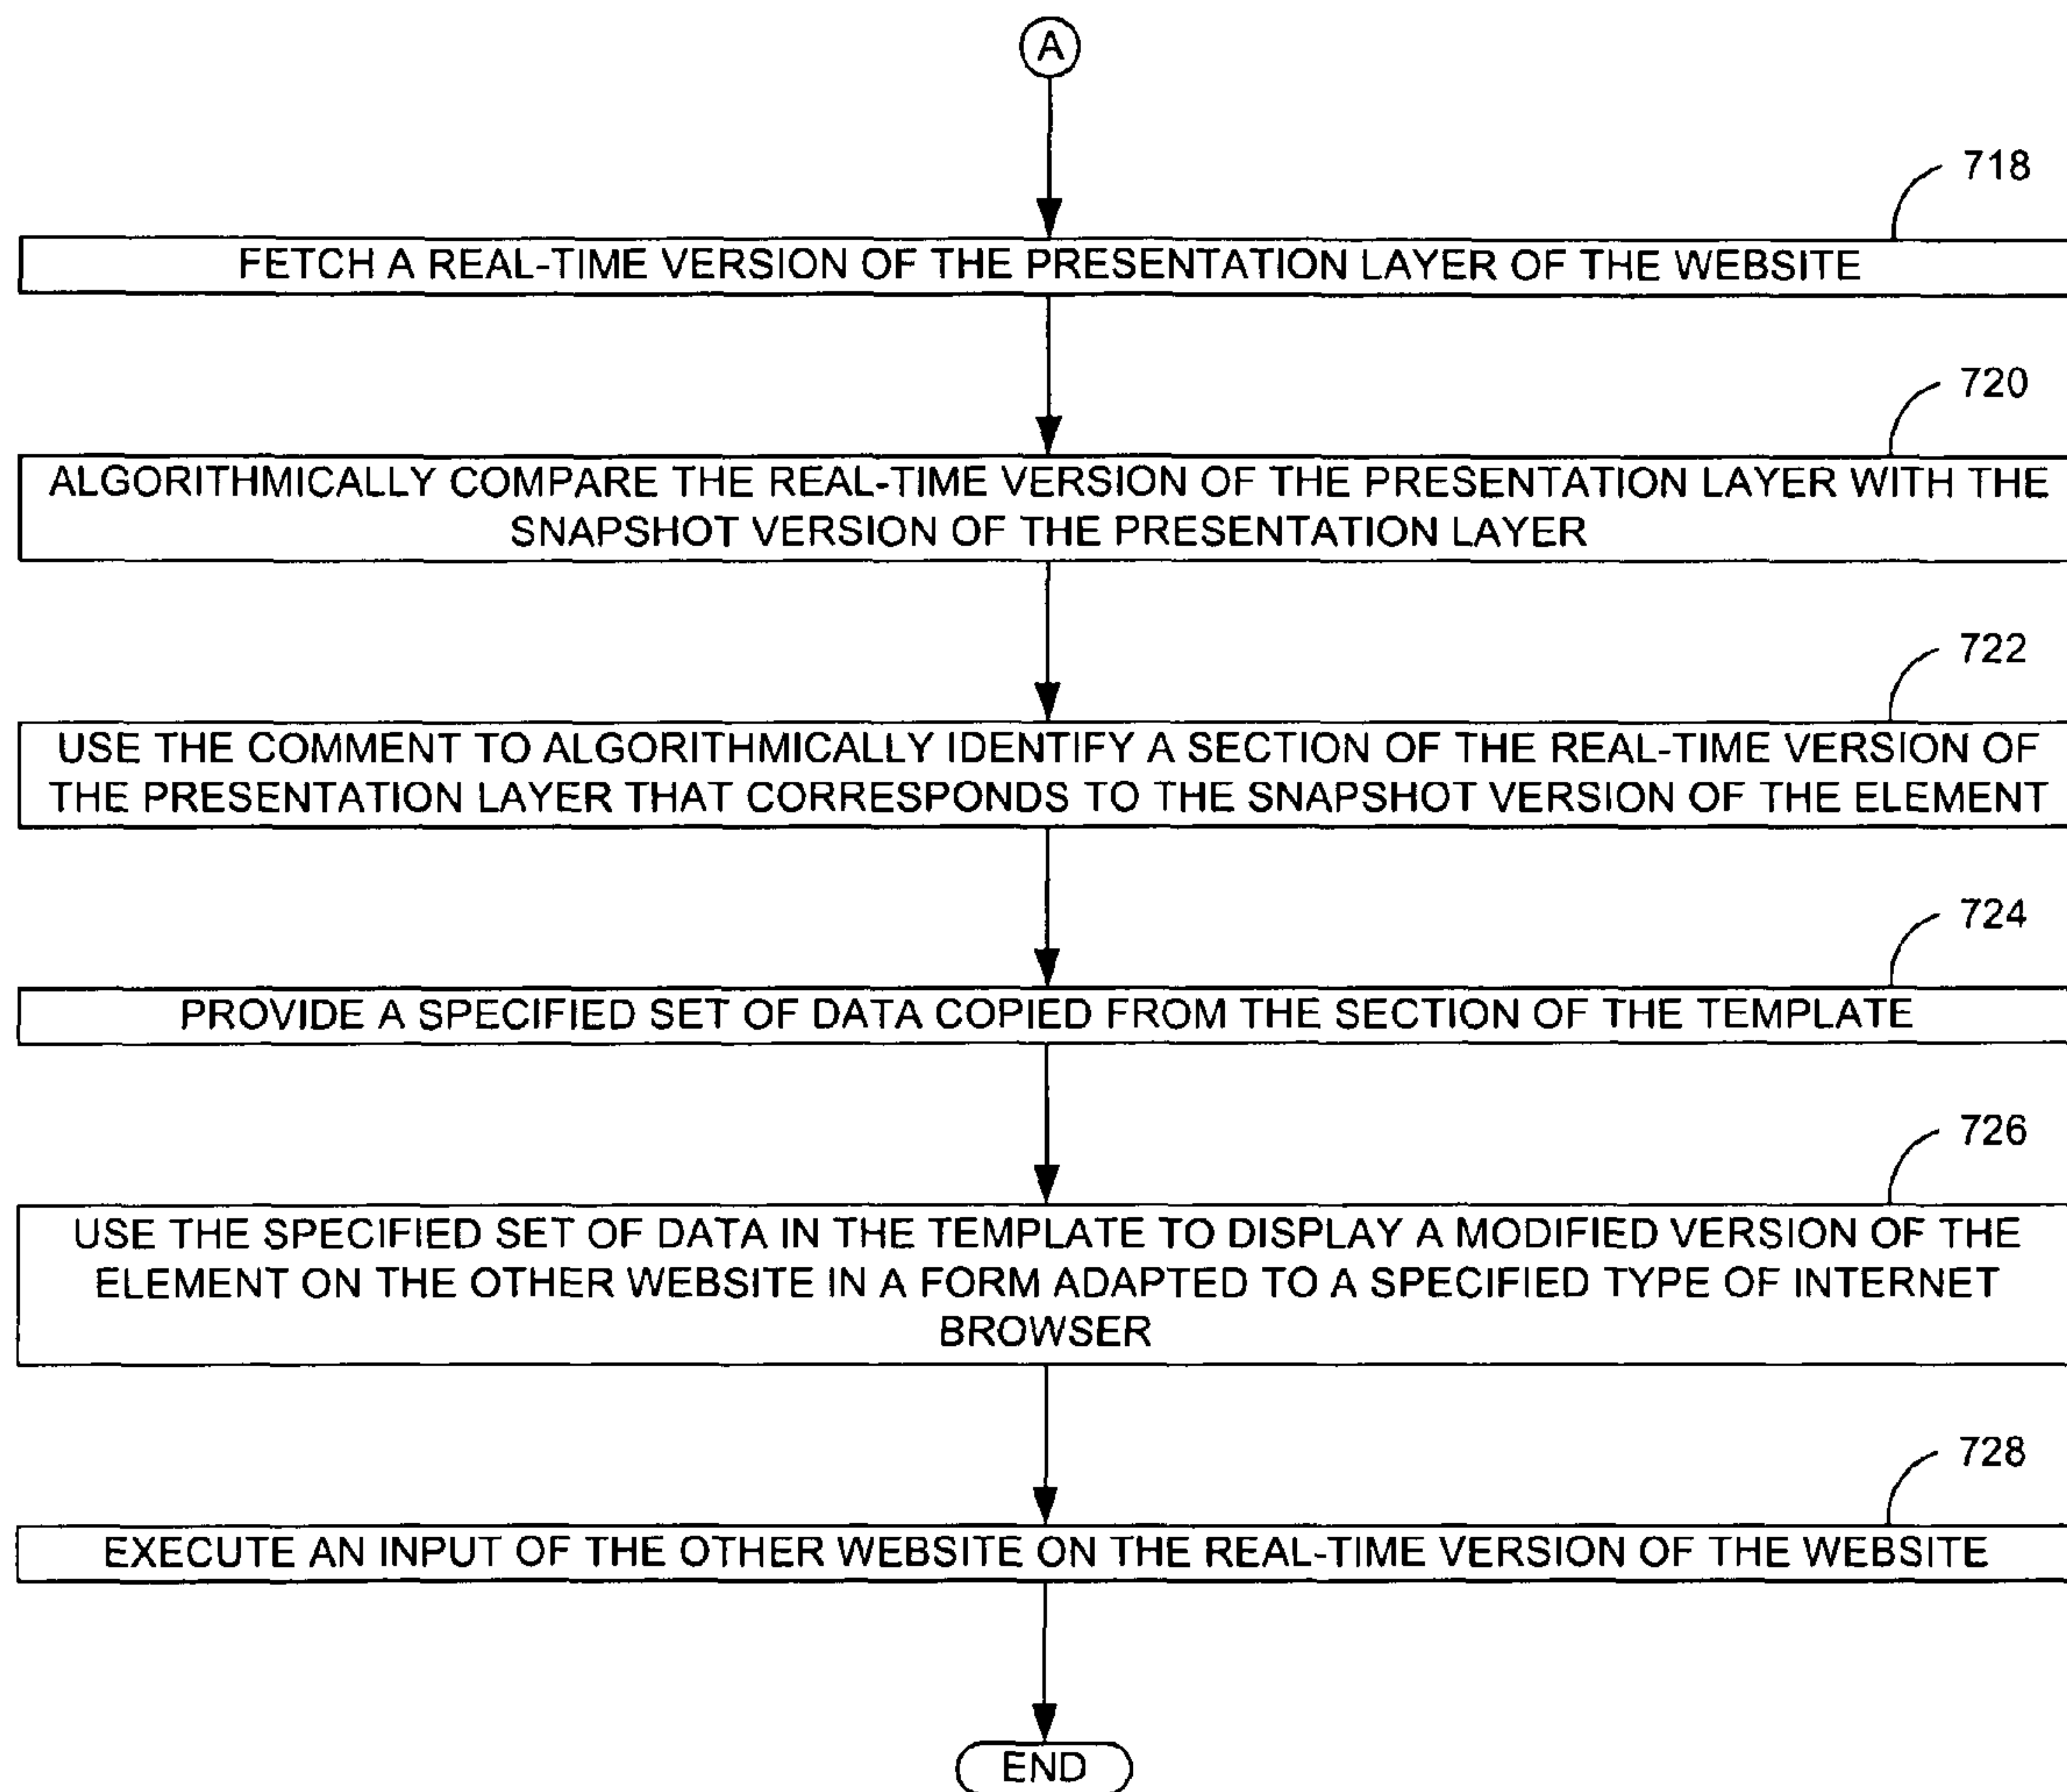 A
718
FETCH A REAL-TIME VERSION OF THE PRESENTATION LAYER OF THE WEBSITE
720
ALGORITHMICALLY COMPARE THE REAL-TIME VERSION OF THE PRESENTATION LAYER WITH THE
SNAPSHOT VERSION OF THE PRESENTATION LAYER
722
USE THE COMMENT TO ALGORITHMICALLY IDENTIFY A SECTION OF THE REAL-TIME VERSION OF
THE PRESENTATION LAYER THAT CORRESPONDS TO THE SNAPSHOT VERSION OF THE ELEMENT
724
PROVIDE A SPECIFIED SET OF DATA COPIED FROM THE SECTION OF THE TEMPLATE
726
USE THE SPECIFIED SET OF DATA IN THE TEMPLATE TO DISPLAY A MODIFIED VERSION OF THE
ELEMENT ON THE OTHER WEBSITE IN A FORM ADAPTED TO A SPECIFIED TYPE OF INTERNET
BROWSER
728
EXECUTE AN INPUT OF THE OTHER WEBSITE ON THE REAL-TIME VERSION OF THE WEBSITE
END